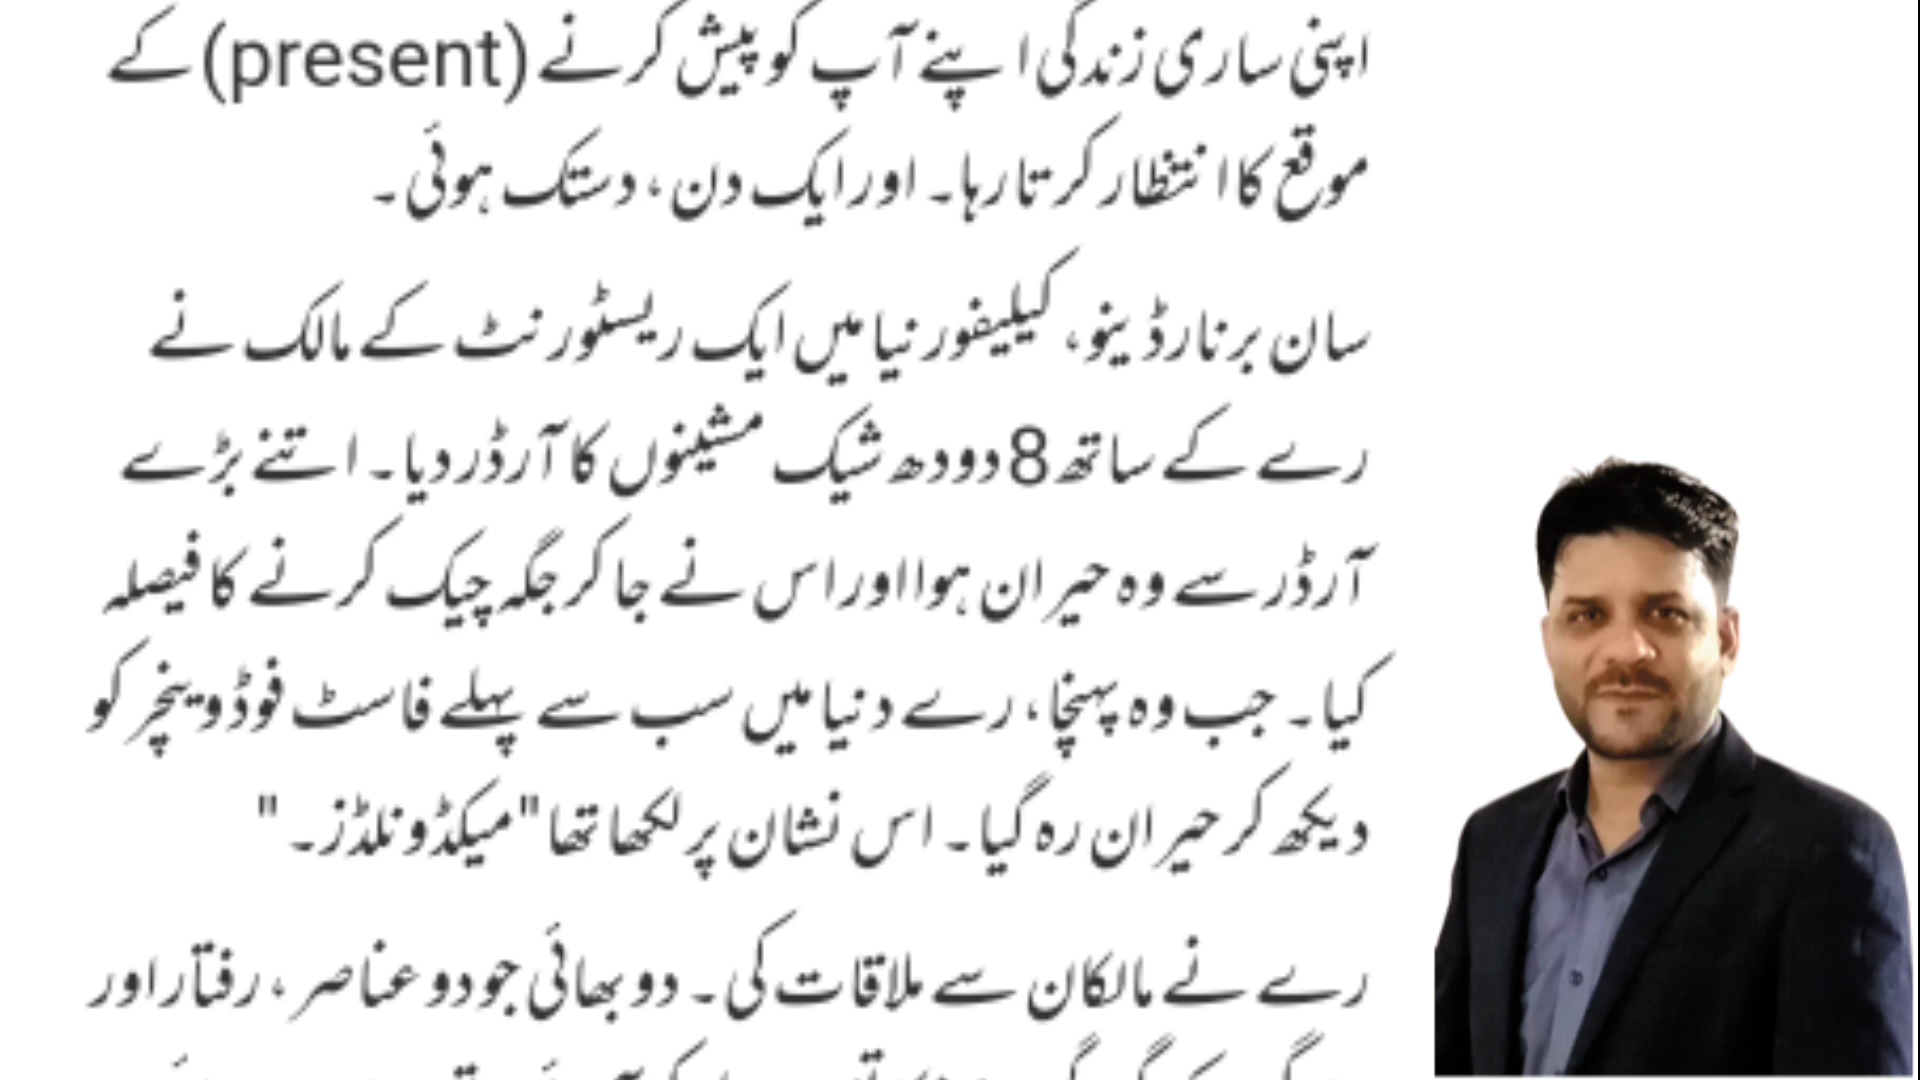 اپنی ساری زندگی اپنے آپ کو پیش کرنے (present) کے
موقع کا انتظار کرتا رہا۔ اور ایک دن، دستک ہوئی۔
سان برنارڈینو، کیلیفورنیا میں ایک ریسٹورنٹ کے مالک نے
رے کے ساتھ 8 دودھ شیک مشینوں کا آرڈر دیا۔ اتنے بڑے
آرڈر سے وہ حیران ہوا اور اس نے جا کر جگہ چیک کرنے کا فیصلہ
کیا۔ جب وہ پہنچا، رے دنیا میں سب سے پہلے فاسٹ فوڈ وینچر کو
دیکھ کر حیران رہ گیا۔ اس نشان پر لکھا تھا "میکڈونلڈز۔"
رے نے مالکان سے ملاقات کی۔ دو بھائی جو دو عناصر، رفتار اور